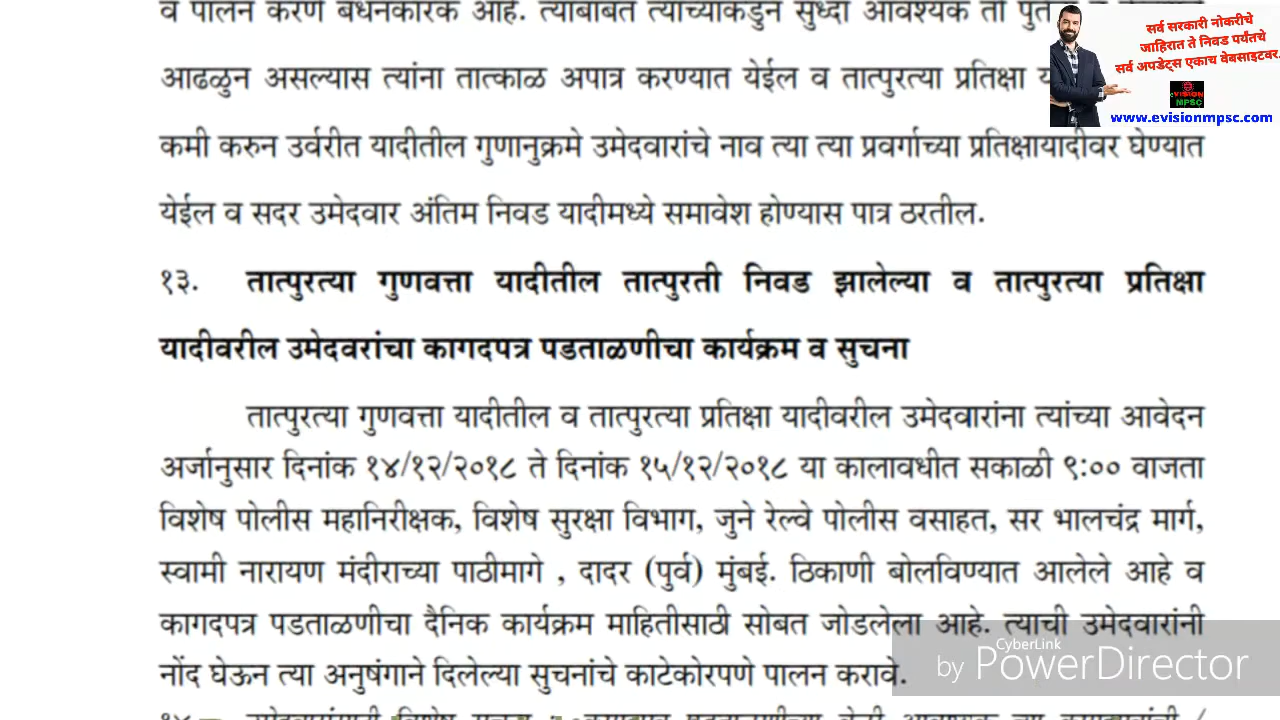 व पालन करणे बंधनकारक आहे. त्याबाबत त्यांच्याकडुन सुध्दा आवश्यक तो
आढळुन असल्यास त्यांना तात्काळ अपात्र करण्यात येईल व तात्पुरत्या प्रतिक्षा
कमी करुन उर्वरीत यादीतील गुणानुक्रमे उमेदवारांचे नाव त्या त्या प्रवर्गाच्या प्रतिक्षायादीवर घेण्यात
येईल व सदर उमेदवार अंतिम निवड यादीमध्ये समावेश होण्यास पात्र ठरतील.
१३. तात्पुरत्या गुणवत्ता यादीतील तात्पुरती निवड झालेल्या व तात्पुरत्या प्रतिक्षा
यादीवरील उमेदवरांचा कागदपत्र पडताळणीचा कार्यक्रम व सुचना
तात्पुरत्या गुणवत्ता यादीतील व तात्पुरत्या प्रतिक्षा यादीवरील उमेदवारांना त्यांच्या आवेदन
अर्जानुसार दिनांक १४/१२/२०१८ ते दिनांक १५/१२/२०१८ या कालावधीत सकाळी ९:०० वाजता
विशेष पोलीस महानिरीक्षक, विशेष सुरक्षा विभाग, जुने रेल्वे पोलीस वसाहत, सर भालचंद्र मार्ग,
स्वामी नारायण मंदीराच्या पाठीमागे , दादर (पुर्व) मुंबई. ठिकाणी बोलविण्यात आलेले आहे व
कागदपत्र पडताळणीचा दैनिक कार्यक्रम माहितीसाठी सोबत जोडलेला आहे. त्याची उमेदवारांनी
नोंद घेऊन त्या अनुषंगाने दिलेल्या सुचनांचे काटेकोरपणे पालन करावे.
सर्व सरकारी नोकरीचे
जाहिरात ते निवड पर्यंतचे
सर्व अपडेट्स एकाच वेबसाइटवर.
eVISION
MPSC
www.evisionmpsc.com
CyberLink
by PowerDirector